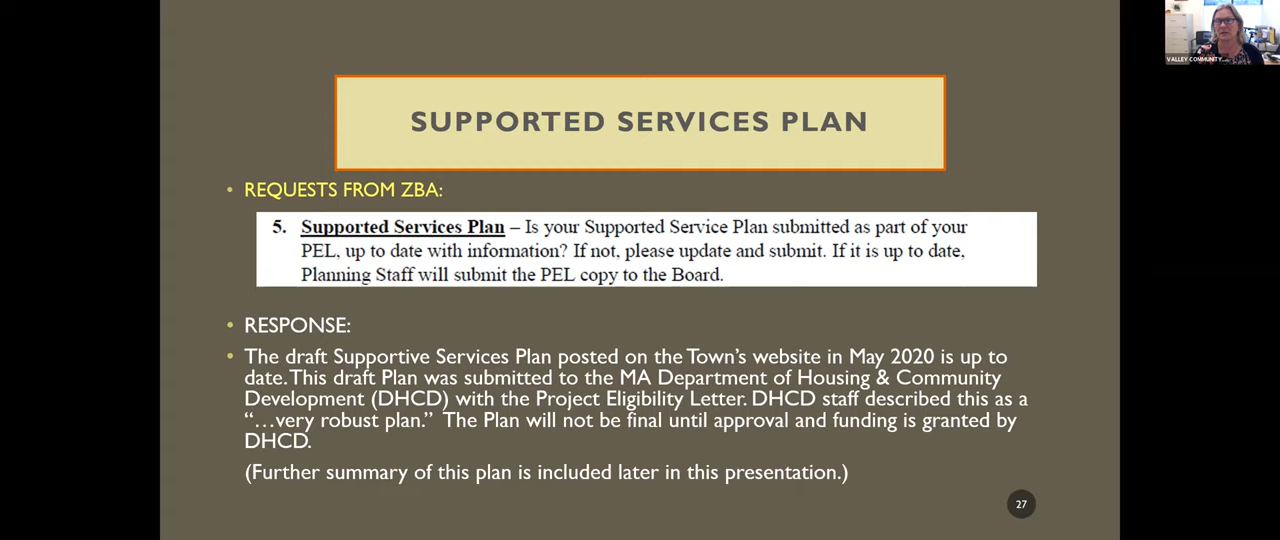 VALLEY COMMUNITY...
SUPPORTED SERVICES PLAN
• REQUESTS FROM ZBA:
5. Supported Services Plan – Is your Supported Service Plan submitted as part of your
PEL, up to date with information? If not, please update and submit. If it is up to date,
Planning Staff will submit the PEL copy to the Board.
• RESPONSE:
• The draft Supportive Services Plan posted on the Town's website in May 2020 is up to
date. This draft Plan was submitted to the MA Department of Housing & Community
Development (DHCD) with the Project Eligibility Letter. DHCD staff described this as a
“…very robust plan.” The Plan will not be final until approval and funding is granted by
DHCD.
(Further summary of this plan is included later in this presentation.)
27